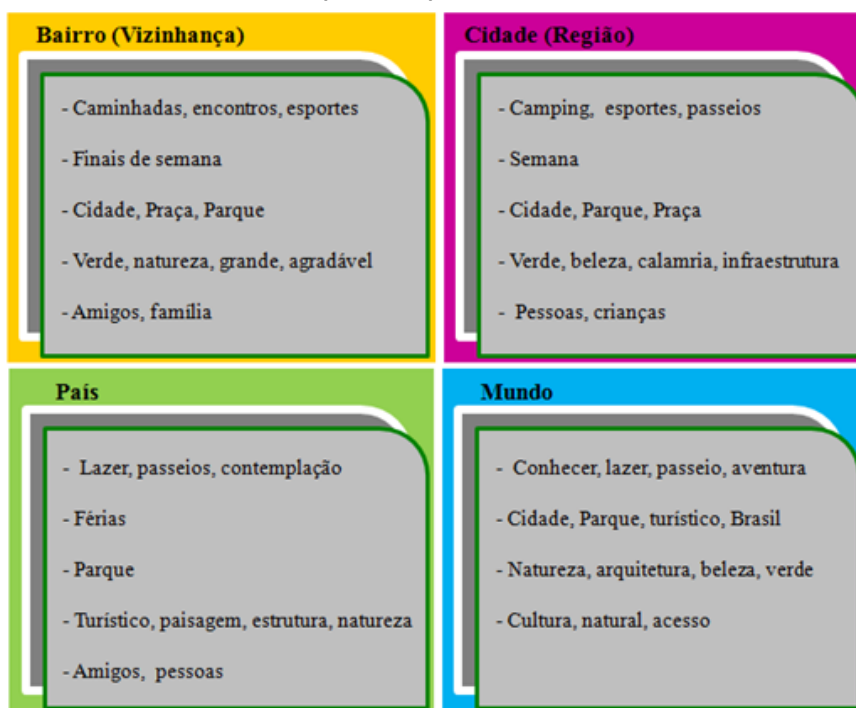 Bairro (Vizinhança)
- Caminhadas, encontros, esportes
- Finais de semana
- Cidade, Praça, Parque
- Verde, natureza, grande, agradável
- Amigos, família
Cidade (Região)
- Camping, esportes, passeios
- Semana
- Cidade, Parque, Praça
- Verde, beleza, calamria, infraestrutura
- Pessoas, crianças
País
- Lazer, passeios, contemplação
- Férias
- Parque
- Turístico, paisagem, estrutura, natureza
- Amigos, pessoas
Mundo
- Conhecer, lazer, passeio, aventura
- Cidade, Parque, turístico, Brasil
- Natureza, arquitetura, beleza, verde
- Cultura, natural, acesso